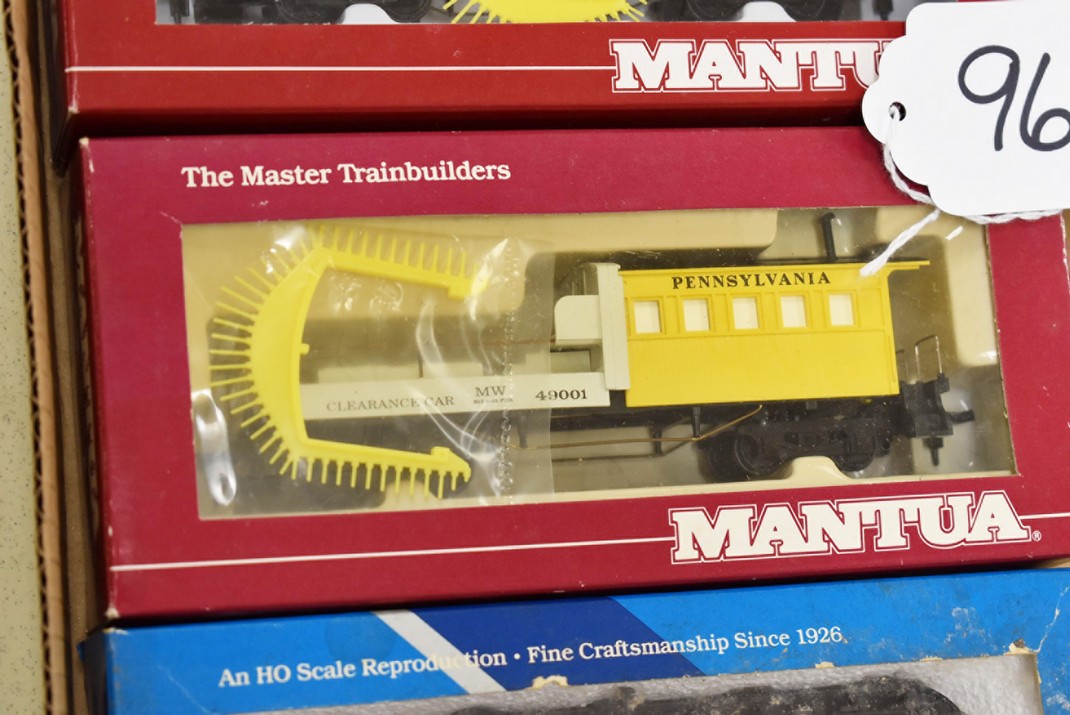 MANTU
96
The Master Trainbuilders
PENNSYLVANIA
CLEARANCE CAR MW 49001
MANTUA®
An HO Scale Reproduction • Fine Craftsmanship Since 1926.